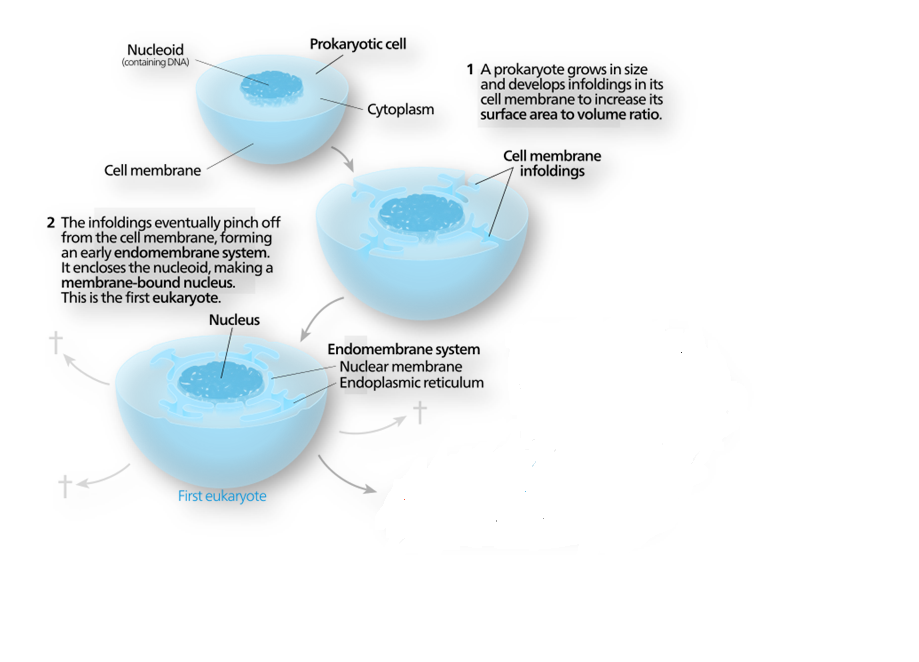 Nucleoid
(containing DNA)
Prokaryotic cell
Cytoplasm
Cell membrane
1 A prokaryote grows in size
and develops infoldings in its
cell membrane to increase its
surface area to volume ratio.
Cell membrane
infoldings
2 The infoldings eventually pinch off
from the cell membrane, forming
an early endomembrane system.
It encloses the nucleoid, making a
membrane-bound nucleus.
This is the first eukaryote.
Nucleus
Endomembrane system
Nuclear membrane
Endoplasmic reticulum
First eukaryote